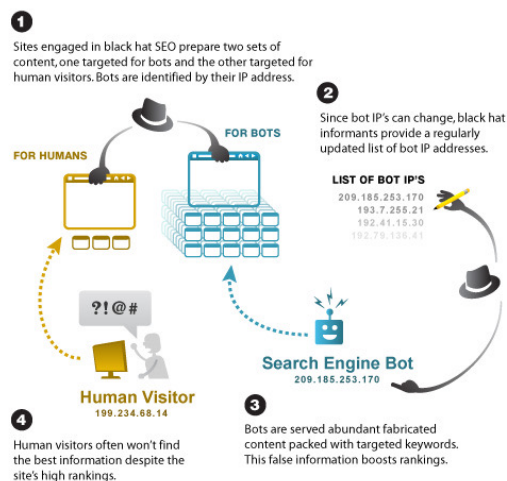 1
Sites engaged in black hat SEO prepare two sets of
content, one targeted for bots and the other targeted for
human visitors. Bots are identified by their IP address.
FOR HUMANS
FOR BOTS
2
Since bot IP's can change, black hat
informants provide a regularly
updated list of bot IP addresses.
LIST OF BOT IP'S
209.185.253.170
193.7.255.21
192.41.15.30
192.79.136.41
?!@#
Human Visitor
199.234.68.14
Search Engine Bot
209.185.253.170
3
Bots are served abundant fabricated
content packed with targeted keywords.
This false information boosts rankings.
4
Human visitors often won't find
the best information despite the
site's high rankings.